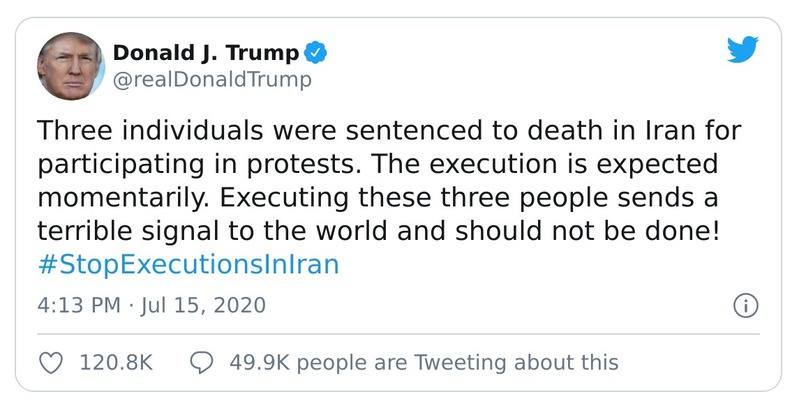 Donald J. Trump
@realDonaldTrump
Three individuals were sentenced to death in Iran for
participating in protests. The execution is expected
momentarily. Executing these three people sends a
terrible signal to the world and should not be done!
#StopExecutionsInIran
4:13 PM · Jul 15, 2020
120.8K 49.9K people are Tweeting about this